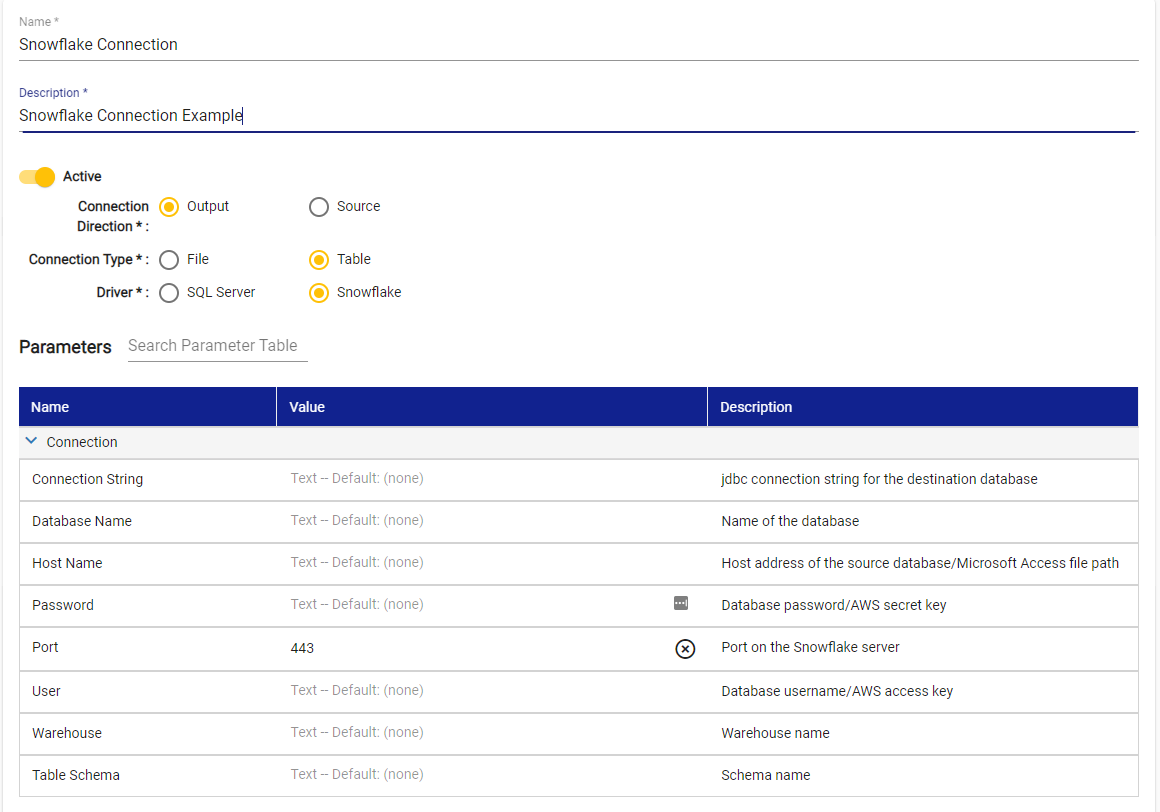 Name *
Snowflake Connection
Description *
Snowflake Connection Example
Active
Connection Direction * : Output Source
Connection Type * : File Table
Driver * : SQL Server Snowflake
Parameters Search Parameter Table
Name Value Description
Connection
Connection String Text -- Default: (none) jdbc connection string for the destination database
Database Name Text -- Default: (none) Name of the database
Host Name Text -- Default: (none) Host address of the source database/Microsoft Access file path
Password Text -- Default: (none) Database password/AWS secret key
Port 443 Port on the Snowflake server
User Text -- Default: (none) Database username/AWS access key
Warehouse Text -- Default: (none) Warehouse name
Table Schema Text -- Default: (none) Schema name